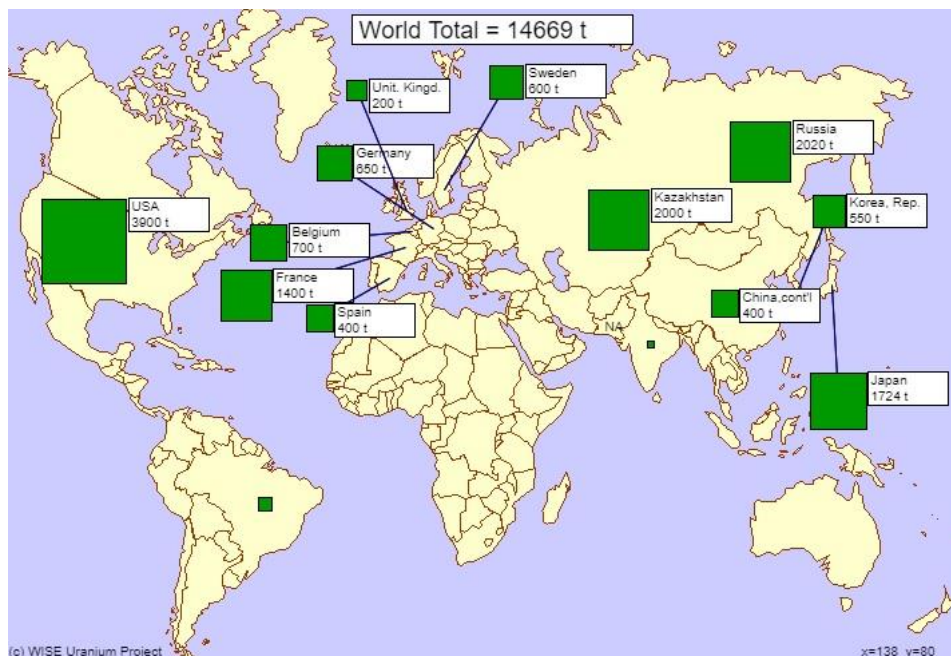 World Total = 14669 t
Unit. Kingd.
200 t
Sweden
600 t
Germany
650 t
Russia
2020 t
USA
3900 t
Kazakhstan
2000 t
Korea, Rep.
550 t
Belgium
700 t
France
1400 t
Spain
400 t
China,cont'l
400 t
NA
Japan
1724 t
(c) WISE Uranium Project
x=138 y=80